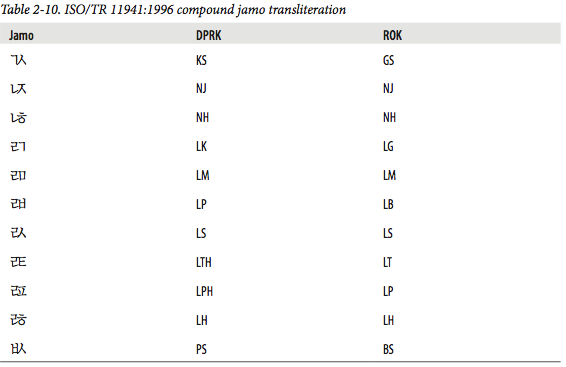 Table 2-10. ISO/TR 11941:1996 compound jamo transliteration
Jamo DPRK ROK
ㄳ KS GS
ㄵ NJ NJ
ㄶ NH NH
ㄺ LK LG
ㄻ LM LM
ㄼ LP LB
ㄽ LS LS
ㄾ LTH LT
ㄿ LPH LP
ㅀ LH LH
ㅄ PS BS